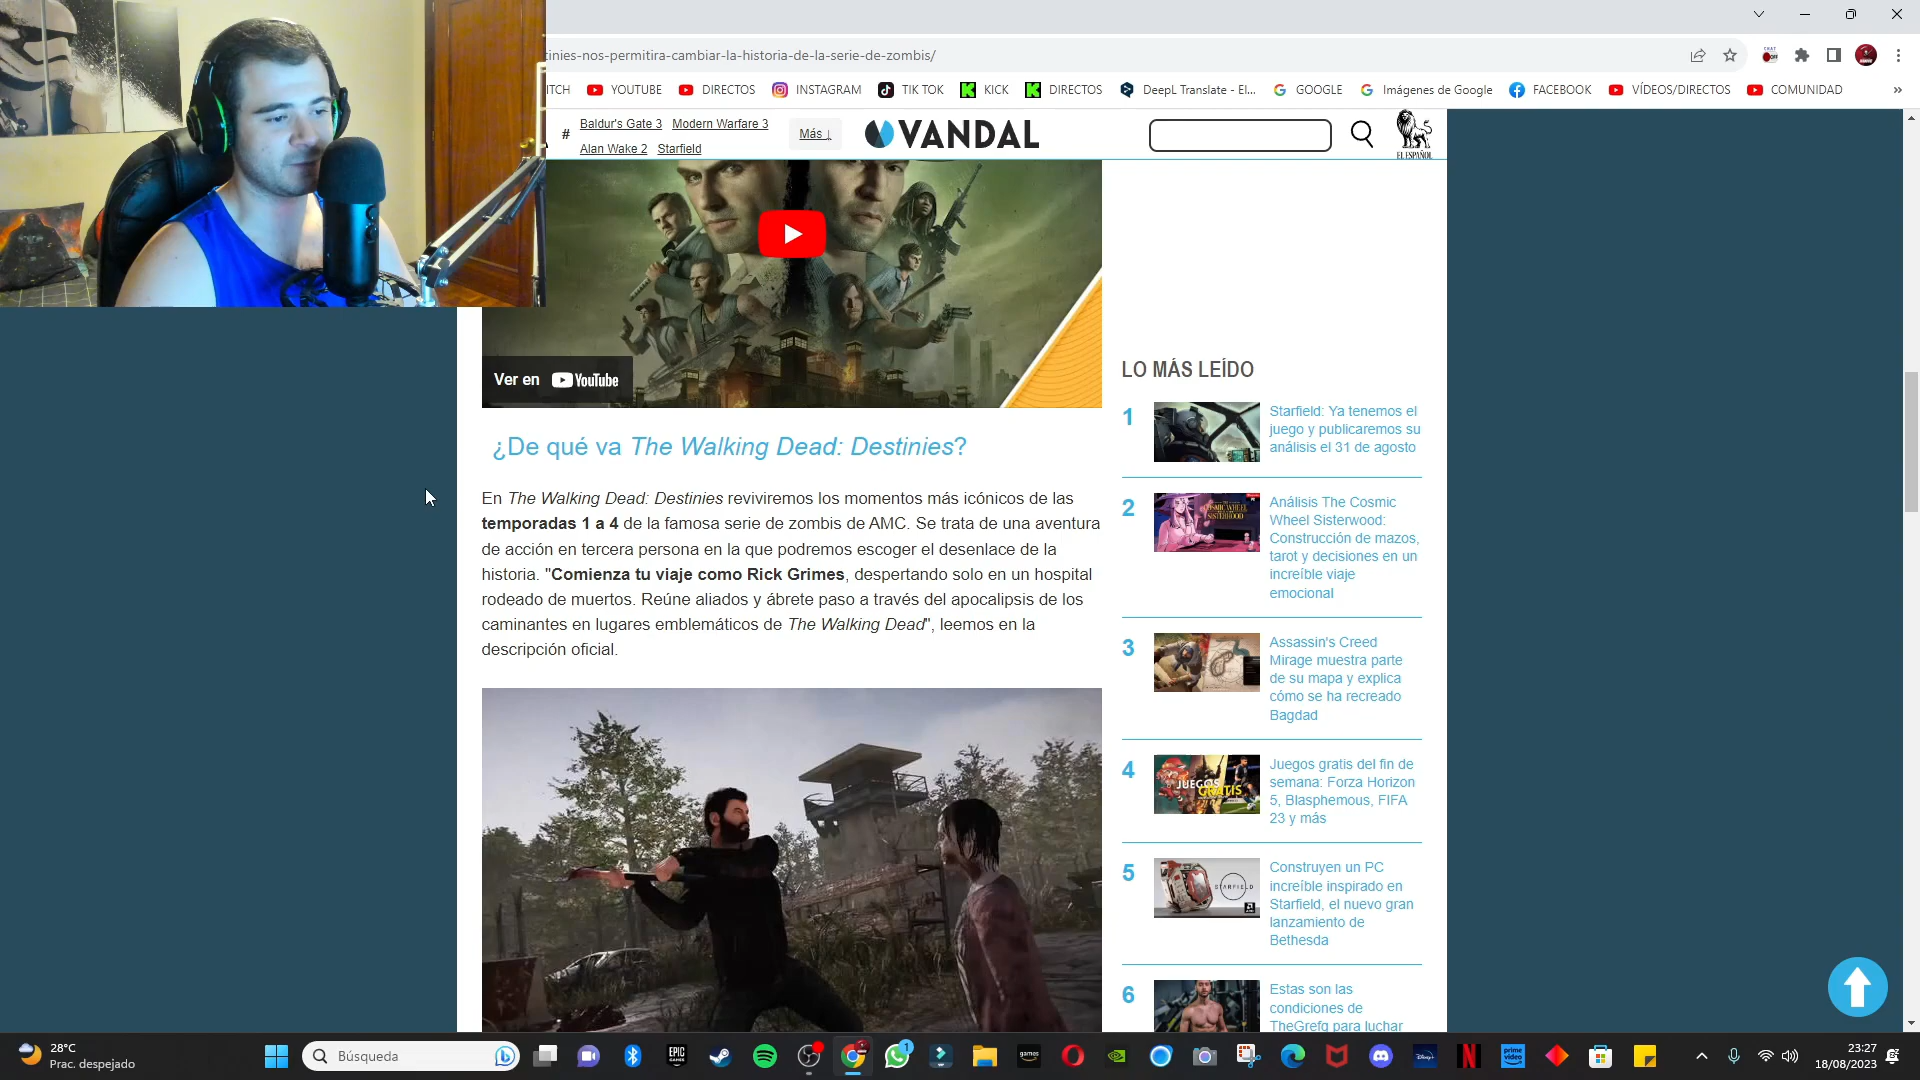 tinies-nos-permitira-cambiar-la-historia-de-la-serie-de-zombis/
ITCH YOUTUBE DIRECTOS INSTAGRAM TIK TOK KICK DIRECTOS DeepL Translate - El... GOOGLE Imágenes de Google FACEBOOK VÍDEOS/DIRECTOS COMUNIDAD »
# Baldur's Gate 3 Modern Warfare 3
Alan Wake 2 Starfield
Más ↓
VANDAL
EL ESPAÑOL
Ver en YouTube
¿De qué va The Walking Dead: Destinies?
En The Walking Dead: Destinies reviviremos los momentos más icónicos de las
temporadas 1 a 4 de la famosa serie de zombis de AMC. Se trata de una aventura
de acción en tercera persona en la que podremos escoger el desenlace de la
historia. "Comienza tu viaje como Rick Grimes, despertando solo en un hospital
rodeado de muertos. Reúne aliados y ábrete paso a través del apocalipsis de los
caminantes en lugares emblemáticos de The Walking Dead", leemos en la
descripción oficial.
LO MÁS LEÍDO
1
Starfield: Ya tenemos el
juego y publicaremos su
análisis el 31 de agosto
2
Análisis The Cosmic
Wheel Sisterwood:
Construcción de mazos,
tarot y decisiones en un
increíble viaje
emocional
3
Assassin's Creed
Mirage muestra parte
de su mapa y explica
cómo se ha recreado
Bagdad
4
JUEGOS
GRATIS
Juegos gratis del fin de
semana: Forza Horizon
5, Blasphemous, FIFA
23 y más
5
STARFIELD
Construyen un PC
increíble inspirado en
Starfield, el nuevo gran
lanzamiento de
Bethesda
6
Estas son las
condiciones de
TheGrefg para luchar
28°C
Prac. despejado
Búsqueda
EPIC
GAMES
1
games
Disney+
prime
video
23:27
18/08/2023